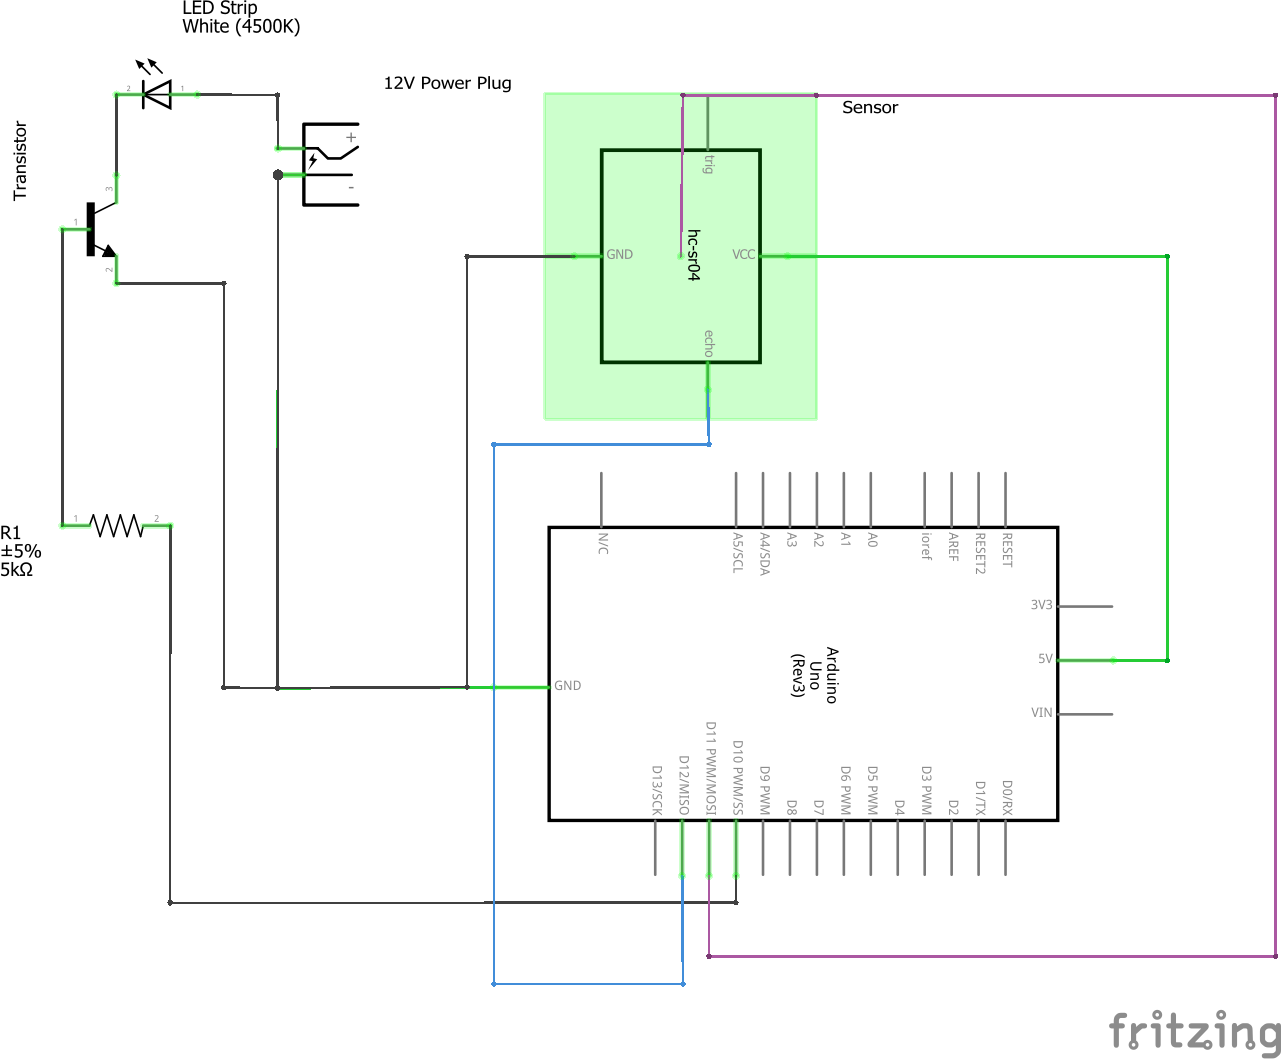 LED Strip
White (4500K)
2
1
12V Power Plug
+
-
Sensor
Transistor
3
1
2
trig
GND
hc-sr04
VCC
echo
R1
±5%
5kΩ
1
2
N/C
A5/SCL
A4/SDA
A3
A2
A1
A0
ioref
AREF
RESET2
RESET
3V3
5V
VIN
GND
Arduino
Uno
(Rev3)
D13/SCK
D12/MISO
D11 PWM/MOSI
D10 PWM/SS
D9 PWM
D8
D7
D6 PWM
D5 PWM
D4
D3 PWM
D2
D1/TX
D0/RX
fritzing